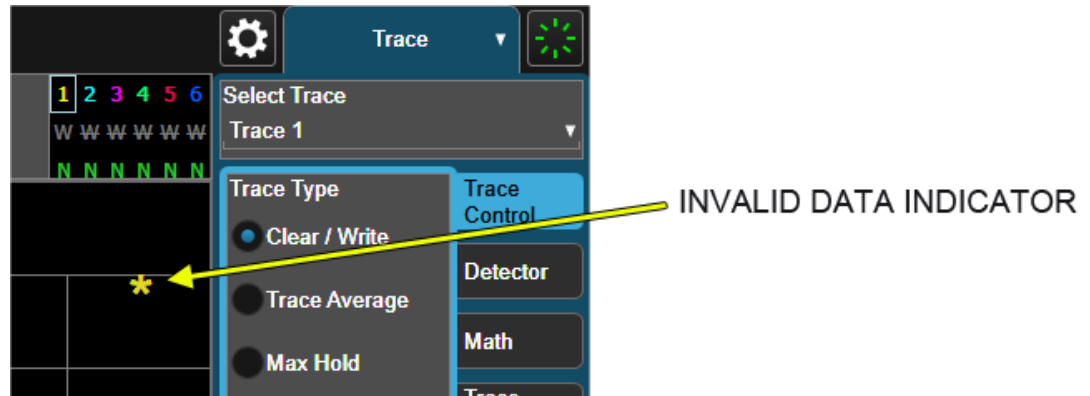 Trace
1 2 3 4 5 6
W W W W W W
N N N N N N
Select Trace
Trace 1
Trace Type
Clear / Write
Trace Average
Max Hold
Trace
Control
Detector
Math
Trace
*
INVALID DATA INDICATOR